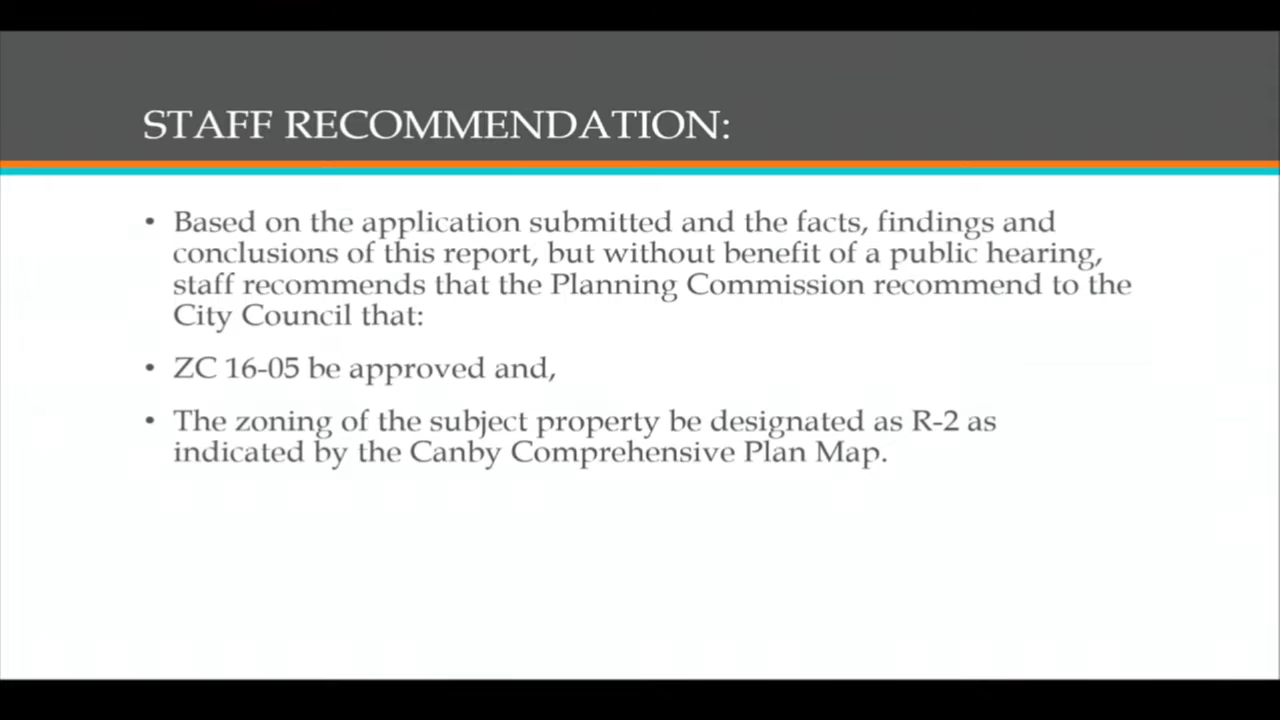 STAFF RECOMMENDATION:
• Based on the application submitted and the facts, findings and
conclusions of this report, but without benefit of a public hearing,
staff recommends that the Planning Commission recommend to the
City Council that:
• ZC 16-05 be approved and,
• The zoning of the subject property be designated as R-2 as
indicated by the Canby Comprehensive Plan Map.